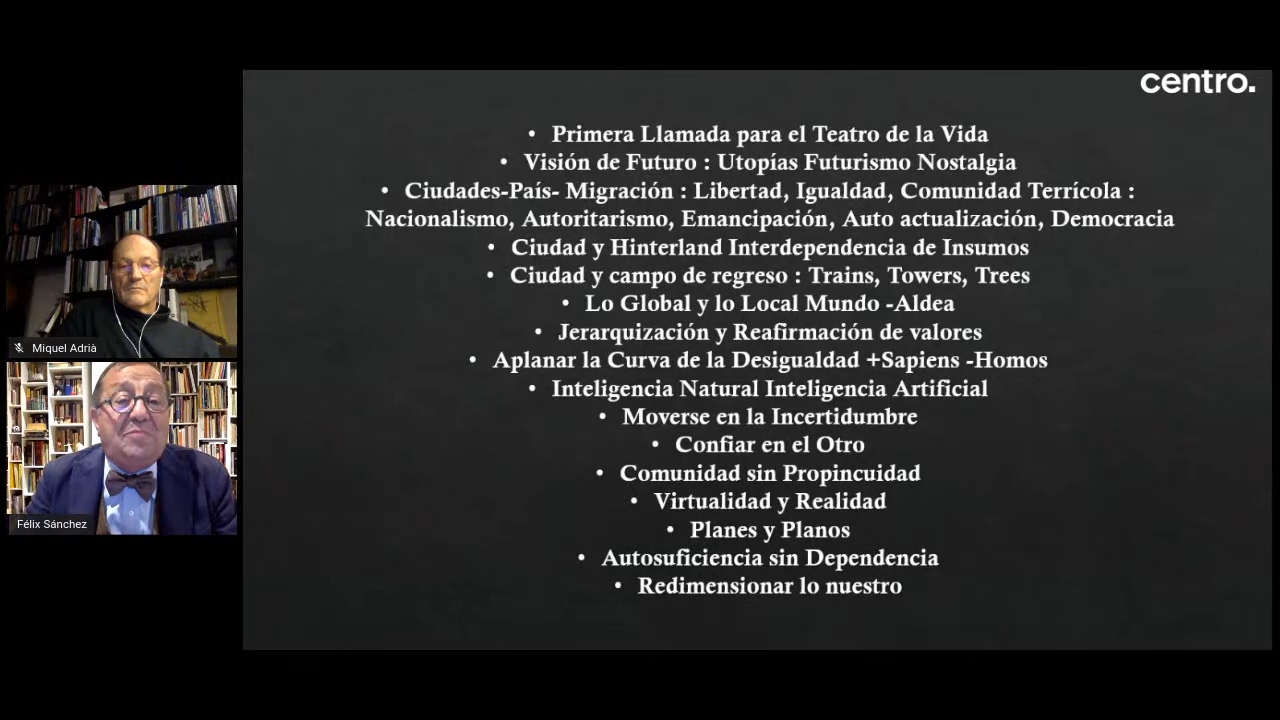 centro.
• Primera Llamada para el Teatro de la Vida
• Visión de Futuro : Utopías Futurismo Nostalgia
• Ciudades-País- Migración : Libertad, Igualdad, Comunidad Terrícola :
Nacionalismo, Autoritarismo, Emancipación, Auto actualización, Democracia
• Ciudad y Hinterland Interdependencia de Insumos
• Ciudad y campo de regreso : Trains, Towers, Trees
• Lo Global y lo Local Mundo -Aldea
• Jerarquización y Reafirmación de valores
• Aplanar la Curva de la Desigualdad +Sapiens -Homos
• Inteligencia Natural Inteligencia Artificial
• Moverse en la Incertidumbre
• Confiar en el Otro
• Comunidad sin Propincuidad
• Virtualidad y Realidad
• Planes y Planos
• Autosuficiencia sin Dependencia
• Redimensionar lo nuestro
Miquel Adrià
Félix Sánchez